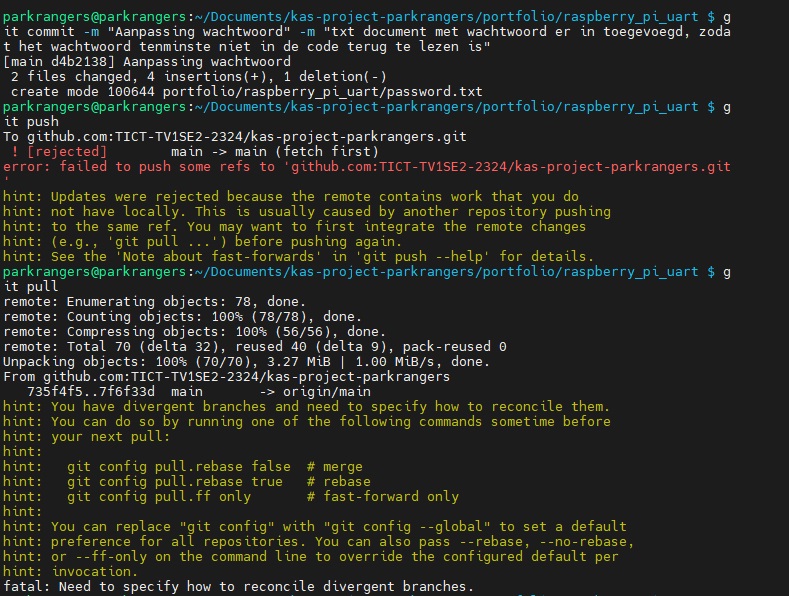 parkrangers@parkrangers:~/Documents/kas-project-parkrangers/portfolio/raspberry_pi_uart $ g
it commit -m "Aanpassing wachtwoord" -m "txt document met wachtwoord er in toegevoegd, zoda
t het wachtwoord tenminste niet in de code terug te lezen is"
[main d4b2138] Aanpassing wachtwoord
 2 files changed, 4 insertions(+), 1 deletion(-)
 create mode 100644 portfolio/raspberry_pi_uart/password.txt
parkrangers@parkrangers:~/Documents/kas-project-parkrangers/portfolio/raspberry_pi_uart $ g
it push
To github.com:TICT-TV1SE2-2324/kas-project-parkrangers.git
 ! [rejected]        main -> main (fetch first)
error: failed to push some refs to 'github.com:TICT-TV1SE2-2324/kas-project-parkrangers.git
'
hint: Updates were rejected because the remote contains work that you do
hint: not have locally. This is usually caused by another repository pushing
hint: to the same ref. You may want to first integrate the remote changes
hint: (e.g., 'git pull ...') before pushing again.
hint: See the 'Note about fast-forwards' in 'git push --help' for details.
parkrangers@parkrangers:~/Documents/kas-project-parkrangers/portfolio/raspberry_pi_uart $ g
it pull
remote: Enumerating objects: 78, done.
remote: Counting objects: 100% (78/78), done.
remote: Compressing objects: 100% (56/56), done.
remote: Total 70 (delta 32), reused 40 (delta 9), pack-reused 0
Unpacking objects: 100% (70/70), 3.27 MiB | 1.00 MiB/s, done.
From github.com:TICT-TV1SE2-2324/kas-project-parkrangers
   735f4f5..7f6f33d  main       -> origin/main
hint: You have divergent branches and need to specify how to reconcile them.
hint: You can do so by running one of the following commands sometime before
hint: your next pull:
hint:
hint:   git config pull.rebase false  # merge
hint:   git config pull.rebase true   # rebase
hint:   git config pull.ff only       # fast-forward only
hint:
hint: You can replace "git config" with "git config --global" to set a default
hint: preference for all repositories. You can also pass --rebase, --no-rebase,
hint: or --ff-only on the command line to override the configured default per
hint: invocation.
fatal: Need to specify how to reconcile divergent branches.